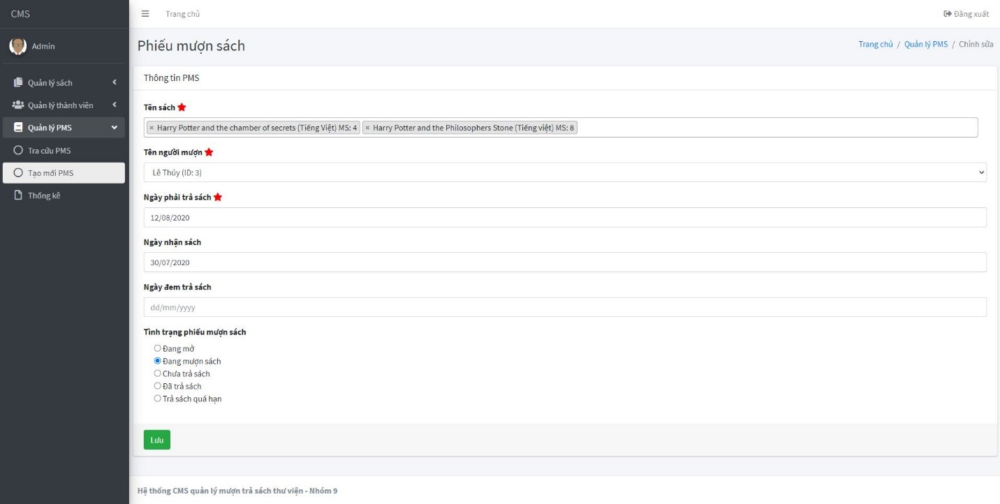 CMS
Trang chủ
Đăng xuất
Admin
Phiếu mượn sách
Trang chủ / Quản lý PMS / Chỉnh sửa
Quản lý sách
Quản lý thành viên
Quản lý PMS
Tra cứu PMS
Tạo mới PMS
Thống kê
Thông tin PMS
Tên sách
× Harry Potter and the chamber of secrets (Tiếng Việt) MS: 4 × Harry Potter and the Philosophers Stone (Tiếng việt) MS: 8
Tên người mượn
Lê Thúy (ID: 3)
Ngày phải trả sách
12/08/2020
Ngày nhận sách
30/07/2020
Ngày đem trả sách
dd/mm/yyyy
Tình trạng phiếu mượn sách
Đang mở
Đang mượn sách
Chưa trả sách
Đã trả sách
Trả sách quá hạn
Lưu
Hệ thống CMS quản lý mượn trả sách thư viện - Nhóm 9